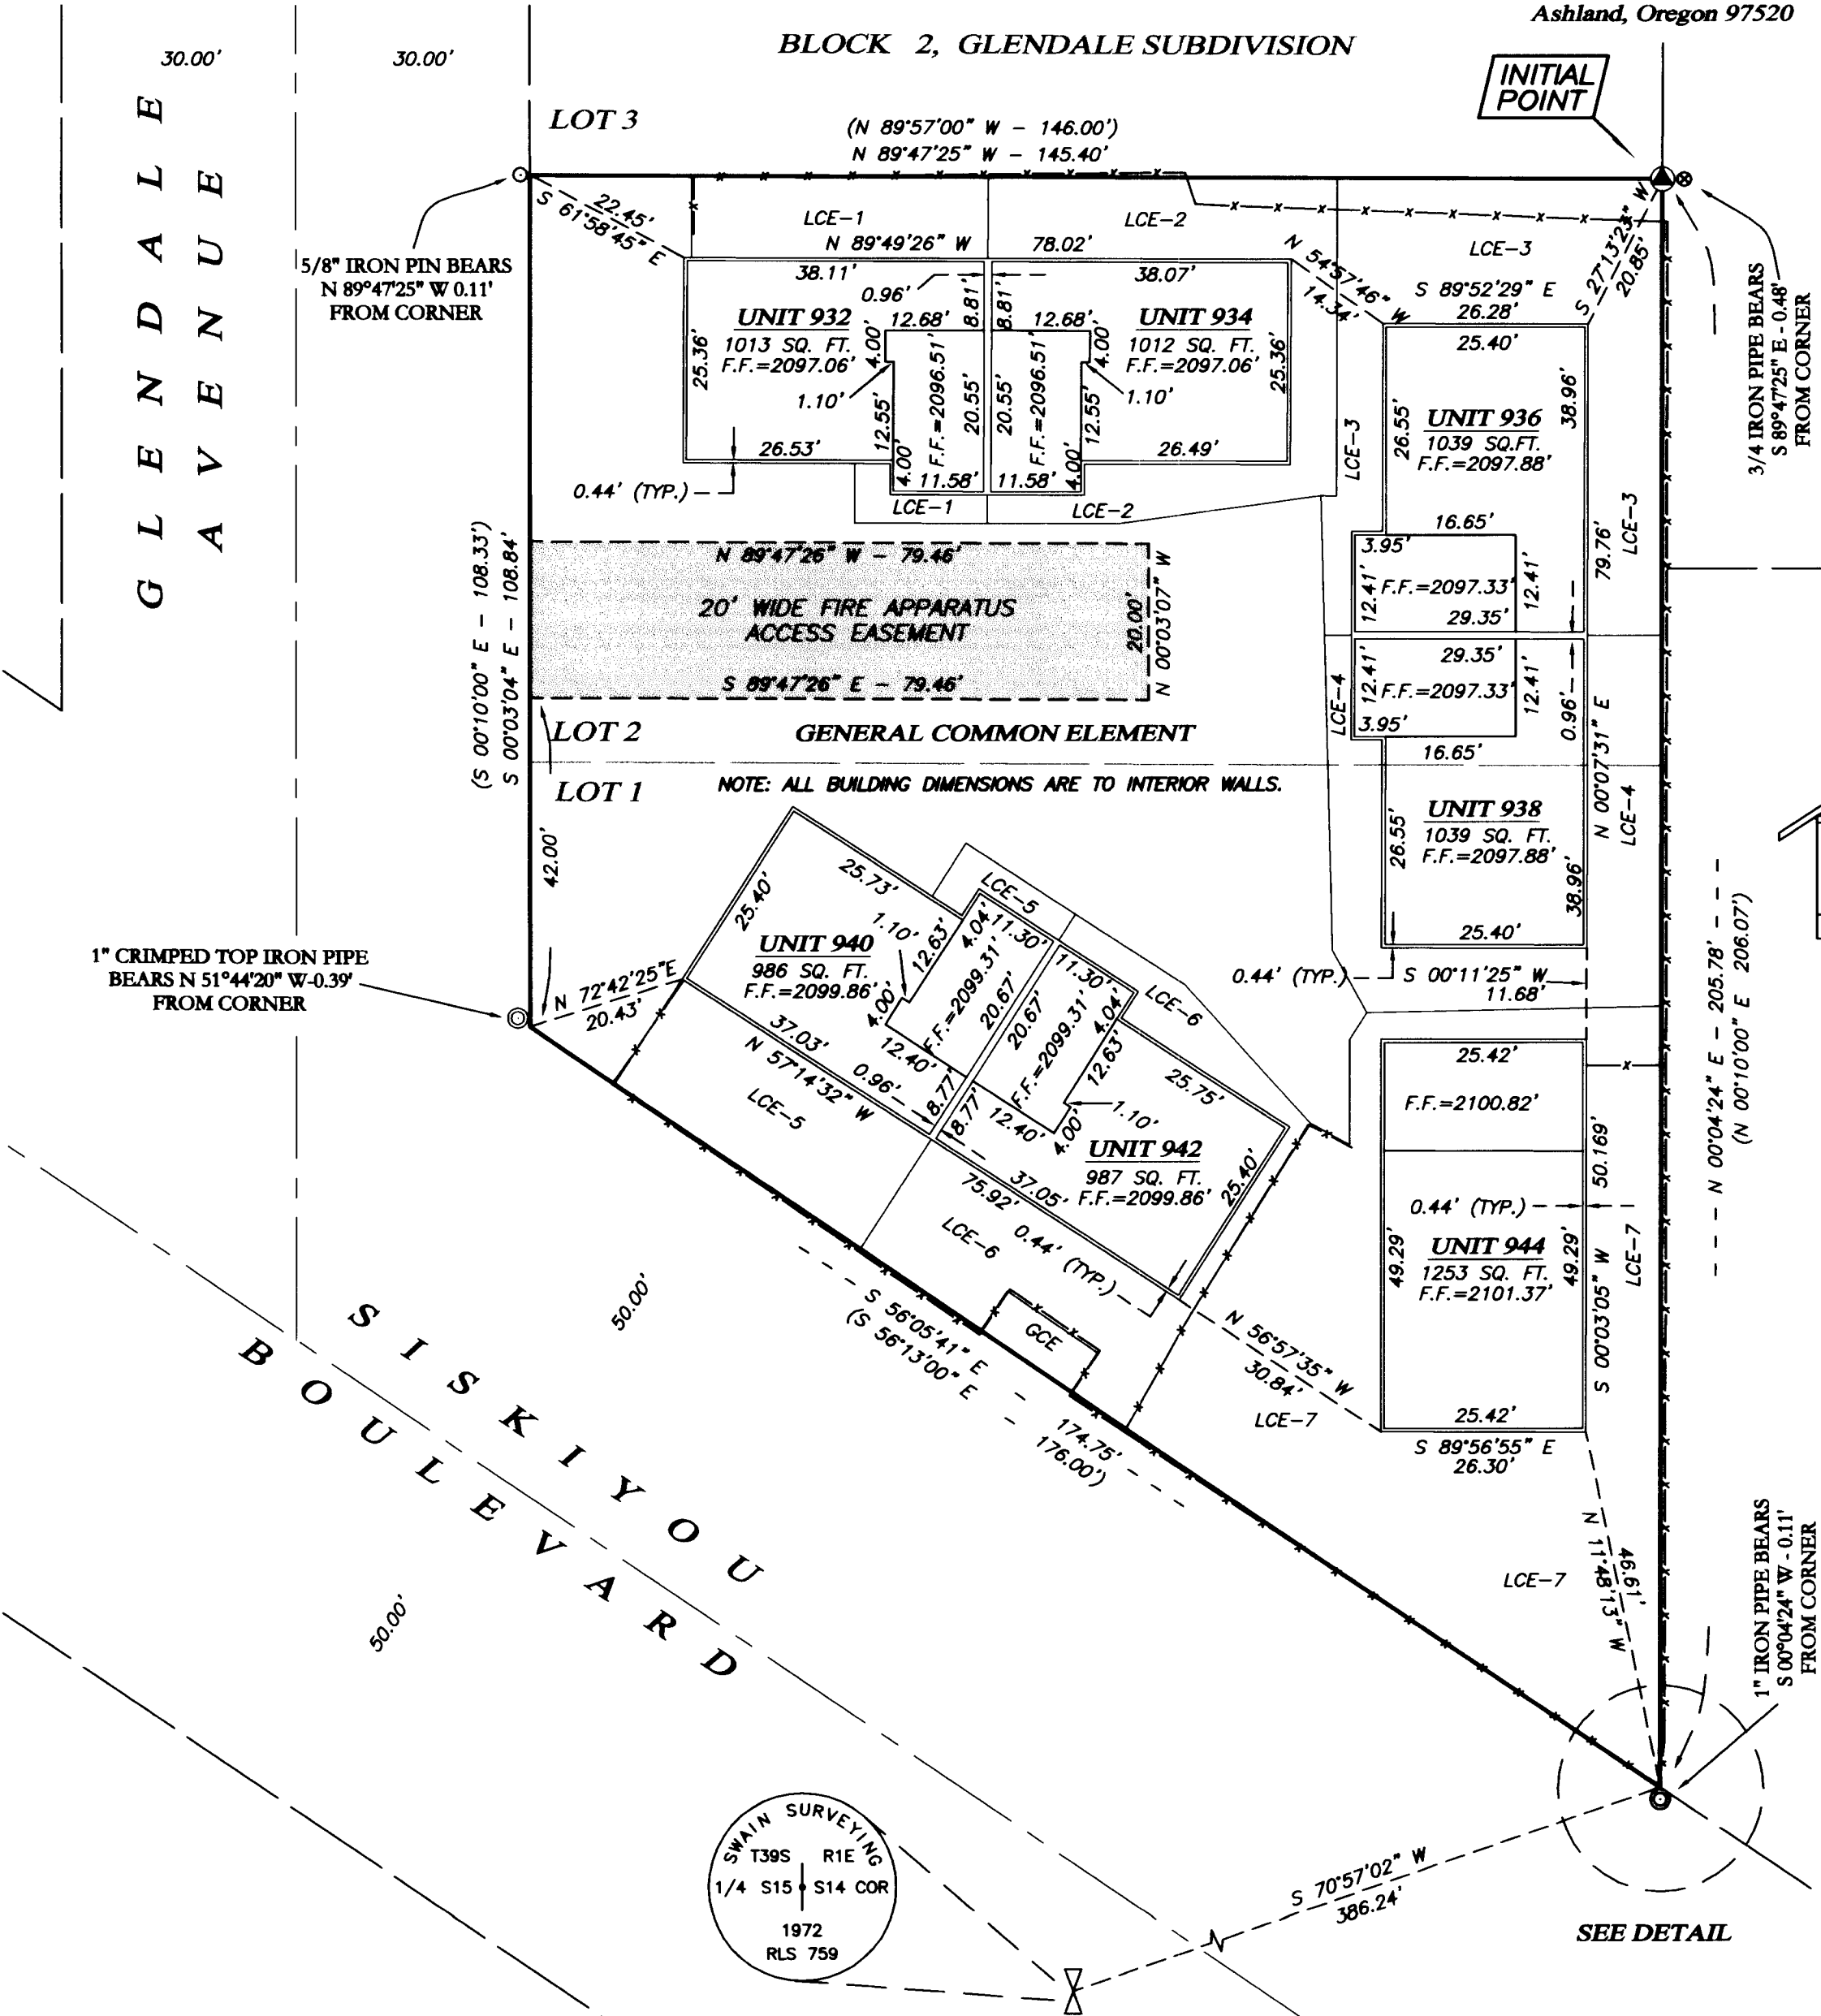 Ashland, Oregon 97520
BLOCK 2, GLENDALE SUBDIVISION
30.00'
30.00'
INITIAL
POINT
GLENDALE
AVENUE
LOT 3
(N 89°57'00" W - 146.00')
N 89°47'25" W - 145.40'
22.45'
S 61°58'45" E
LCE-1
LCE-2
N 89°49'26" W
78.02'
LCE-3
N 54°57'46" W
14.34'
S 27°13'23" W
20.85'
S 89°52'29" E
26.28'
5/8" IRON PIN BEARS
N 89°47'25" W 0.11'
FROM CORNER
3/4 IRON PIPE BEARS
S 89°47'25" E - 0.48'
FROM CORNER
38.11'
0.96'
8.81'
UNIT 932
1013 SQ. FT.
F.F.=2097.06'
12.68'
4.00'
25.36'
1.10'
12.55'
F.F.=2096.51'
20.55'
26.53'
4.00'
11.58'
0.44' (TYP.)
LCE-1
38.07'
8.81'
12.68'
UNIT 934
1012 SQ. FT.
F.F.=2097.06'
4.00'
25.36'
1.10'
20.55'
F.F.=2096.51'
12.55'
26.49'
11.58'
4.00'
LCE-2
25.40'
UNIT 936
1039 SQ.FT.
F.F.=2097.88'
38.96'
26.55'
LCE-3
LCE-3
79.76'
16.65'
3.95'
12.41'
F.F.=2097.33'
12.41'
29.35'
(S 00°10'00" E - 108.33')
S 00°03'04" E - 108.84'
N 89°47'26" W - 79.46'
20' WIDE FIRE APPARATUS
ACCESS EASEMENT
20.00'
N 00°03'07" W
S 89°47'26" E - 79.46'
29.35'
12.41'
F.F.=2097.33'
12.41'
0.96'
LCE-4
3.95'
16.65'
N 00°07'31" E
LCE-4
LOT 2
GENERAL COMMON ELEMENT
LOT 1
NOTE: ALL BUILDING DIMENSIONS ARE TO INTERIOR WALLS.
UNIT 938
1039 SQ. FT.
F.F.=2097.88'
26.55'
38.96'
25.40'
0.44' (TYP.)
S 00°11'25" W
11.68'
42.00'
1" CRIMPED TOP IRON PIPE
BEARS N 51°44'20" W-0.39'
FROM CORNER
N 72°42'25"E
20.43'
25.40'
25.73'
UNIT 940
986 SQ. FT.
F.F.=2099.86'
1.10'
12.63'
4.04'
11.30'
LCE-5
4.00'
F.F.=2099.31'
20.67'
12.40'
37.03'
N 57°14'32" W
0.96'
8.77'
LCE-5
11.30'
LCE-6
20.67'
F.F.=2099.31'
4.04'
12.63'
25.75'
8.77'
12.40'
4.00'
1.10'
UNIT 942
987 SQ. FT.
F.F.=2099.86'
25.40'
37.05'
75.92'
LCE-6
0.44' (TYP.)
25.42'
F.F.=2100.82'
50.169'
0.44' (TYP.)
UNIT 944
1253 SQ. FT.
F.F.=2101.37'
49.29'
49.29'
LCE-7
S 00°03'05" W
25.42'
S 89°56'55" E
26.30'
N 00°04'24" E - 205.78'
(N 00°10'00" E 206.07')
N 56°57'35" W
30.84'
LCE-7
GCE
S 56°05'41" E - 174.75'
(S 56°13'00" E - 176.00')
50.00'
50.00'
SISKIYOU
BOULEVARD
LCE-7
46.61'
N 11°48'13" W
1" IRON PIPE BEARS
S 00°04'24" W - 0.11'
FROM CORNER
SWAIN SURVEYING
T39S R1E
1/4 S15 S14 COR
1972
RLS 759
S 70°57'02" W
386.24'
SEE DETAIL